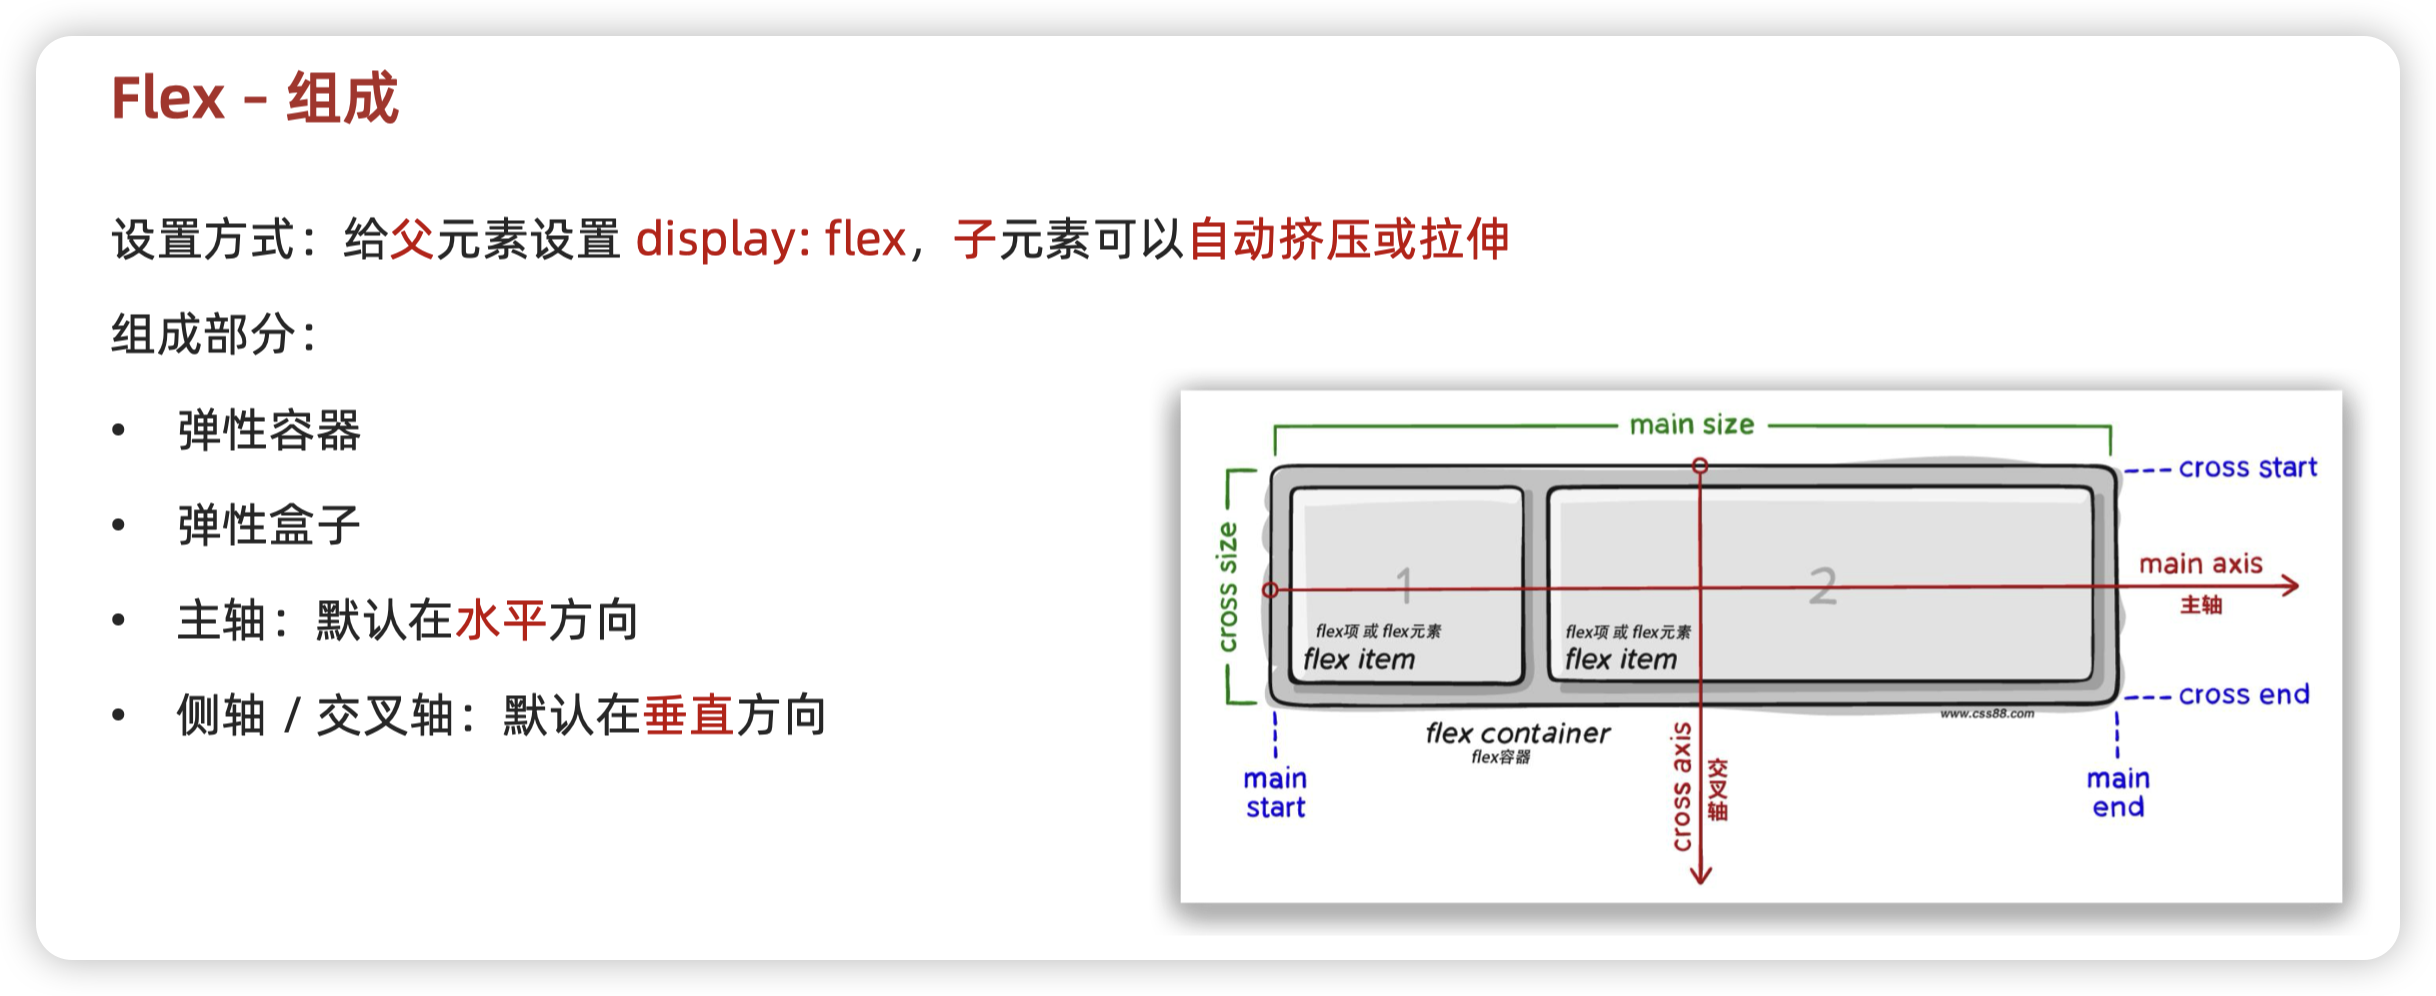 Flex – 组成
设置方式：给父元素设置 display: flex，子元素可以自动挤压或拉伸
组成部分：
• 弹性容器
• 弹性盒子
• 主轴：默认在水平方向
• 侧轴 / 交叉轴：默认在垂直方向
main size
cross start
cross size
main axis
主轴
1
2
flex项 或 flex元素
flex item
flex项 或 flex元素
flex item
cross end
www.css88.com
flex container
flex容器
cross axis
交叉轴
main
start
main
end